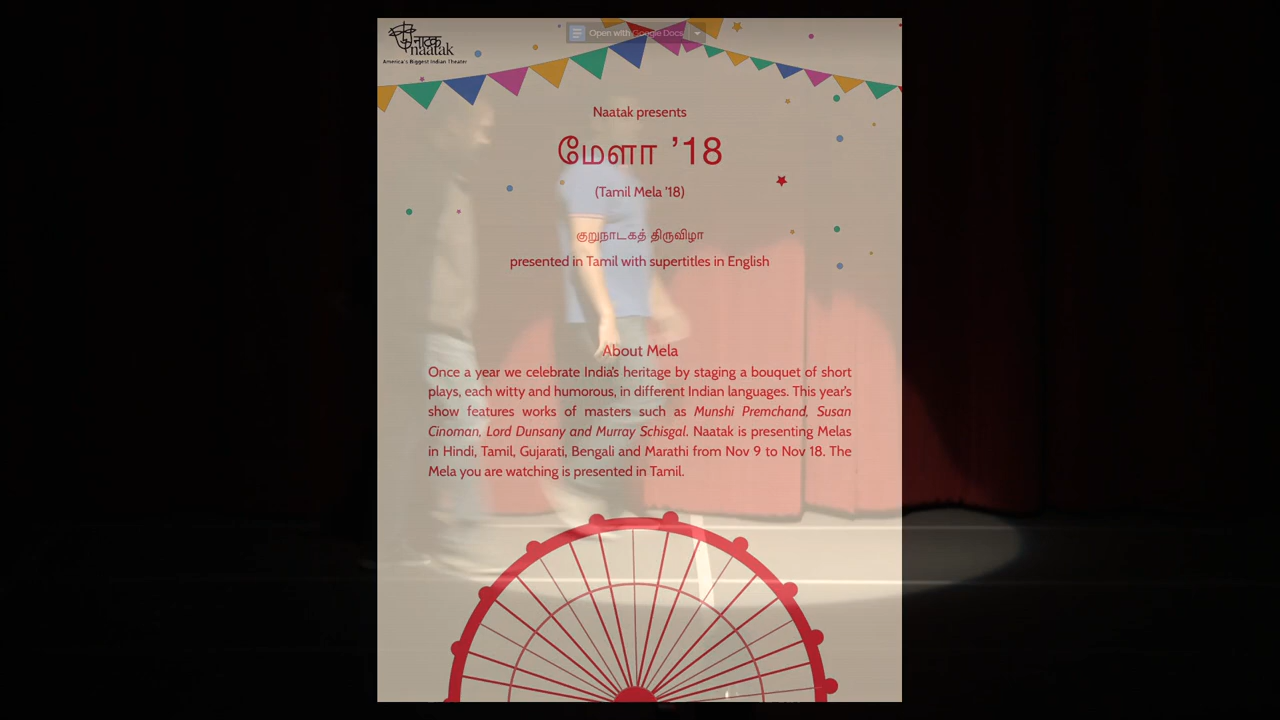 नाटक
naatak
America's Biggest Indian Theater
Open with Google Docs
Naatak presents
மேளா ’18
(Tamil Mela ’18)
குறுநாடகத் திருவிழா
presented in Tamil with supertitles in English
About Mela
Once a year we celebrate India’s heritage by staging a bouquet of short
plays, each witty and humorous, in different Indian languages. This year’s
show features works of masters such as Munshi Premchand, Susan
Cinoman, Lord Dunsany and Murray Schisgal. Naatak is presenting Melas
in Hindi, Tamil, Gujarati, Bengali and Marathi from Nov 9 to Nov 18. The
Mela you are watching is presented in Tamil.